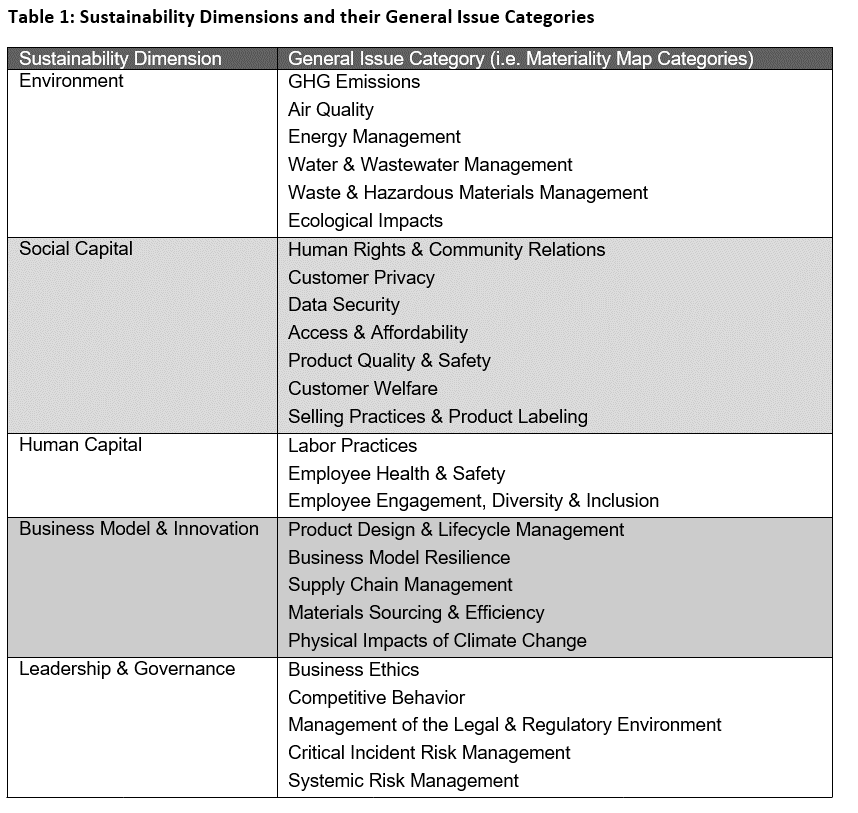 Table 1: Sustainability Dimensions and their General Issue Categories
Sustainability Dimension General Issue Category (i.e. Materiality Map Categories)
Environment GHG Emissions
Air Quality
Energy Management
Water & Wastewater Management
Waste & Hazardous Materials Management
Ecological Impacts
Social Capital Human Rights & Community Relations
Customer Privacy
Data Security
Access & Affordability
Product Quality & Safety
Customer Welfare
Selling Practices & Product Labeling
Human Capital Labor Practices
Employee Health & Safety
Employee Engagement, Diversity & Inclusion
Business Model & Innovation Product Design & Lifecycle Management
Business Model Resilience
Supply Chain Management
Materials Sourcing & Efficiency
Physical Impacts of Climate Change
Leadership & Governance Business Ethics
Competitive Behavior
Management of the Legal & Regulatory Environment
Critical Incident Risk Management
Systemic Risk Management